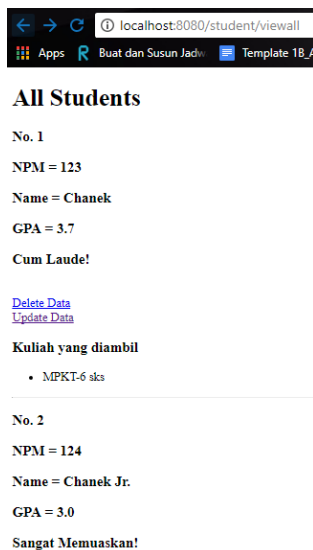 localhost:8080/student/viewall
Apps Buat dan Susun Jadw Template 1B_A
All Students
No. 1
NPM = 123
Name = Chanek
GPA = 3.7
Cum Laude!
Delete Data
Update Data
Kuliah yang diambil
• MPKT-6 sks
No. 2
NPM = 124
Name = Chanek Jr.
GPA = 3.0
Sangat Memuaskan!